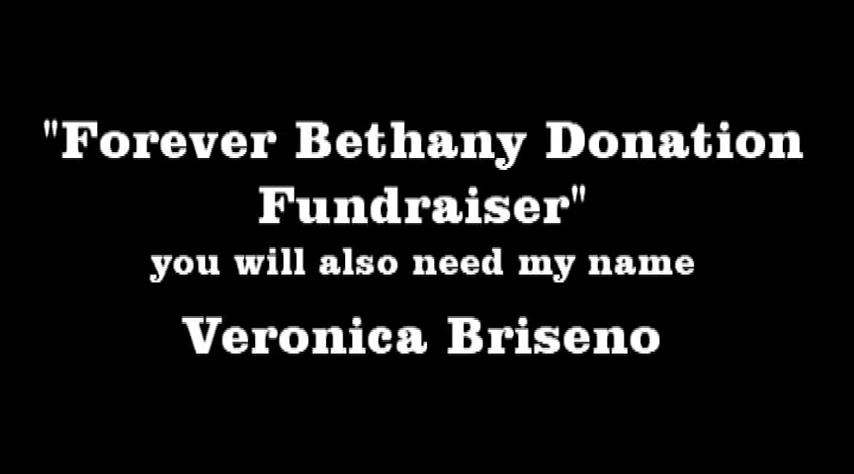 "Forever Bethany Donation
Fundraiser"
you will also need my name
Veronica Briseno